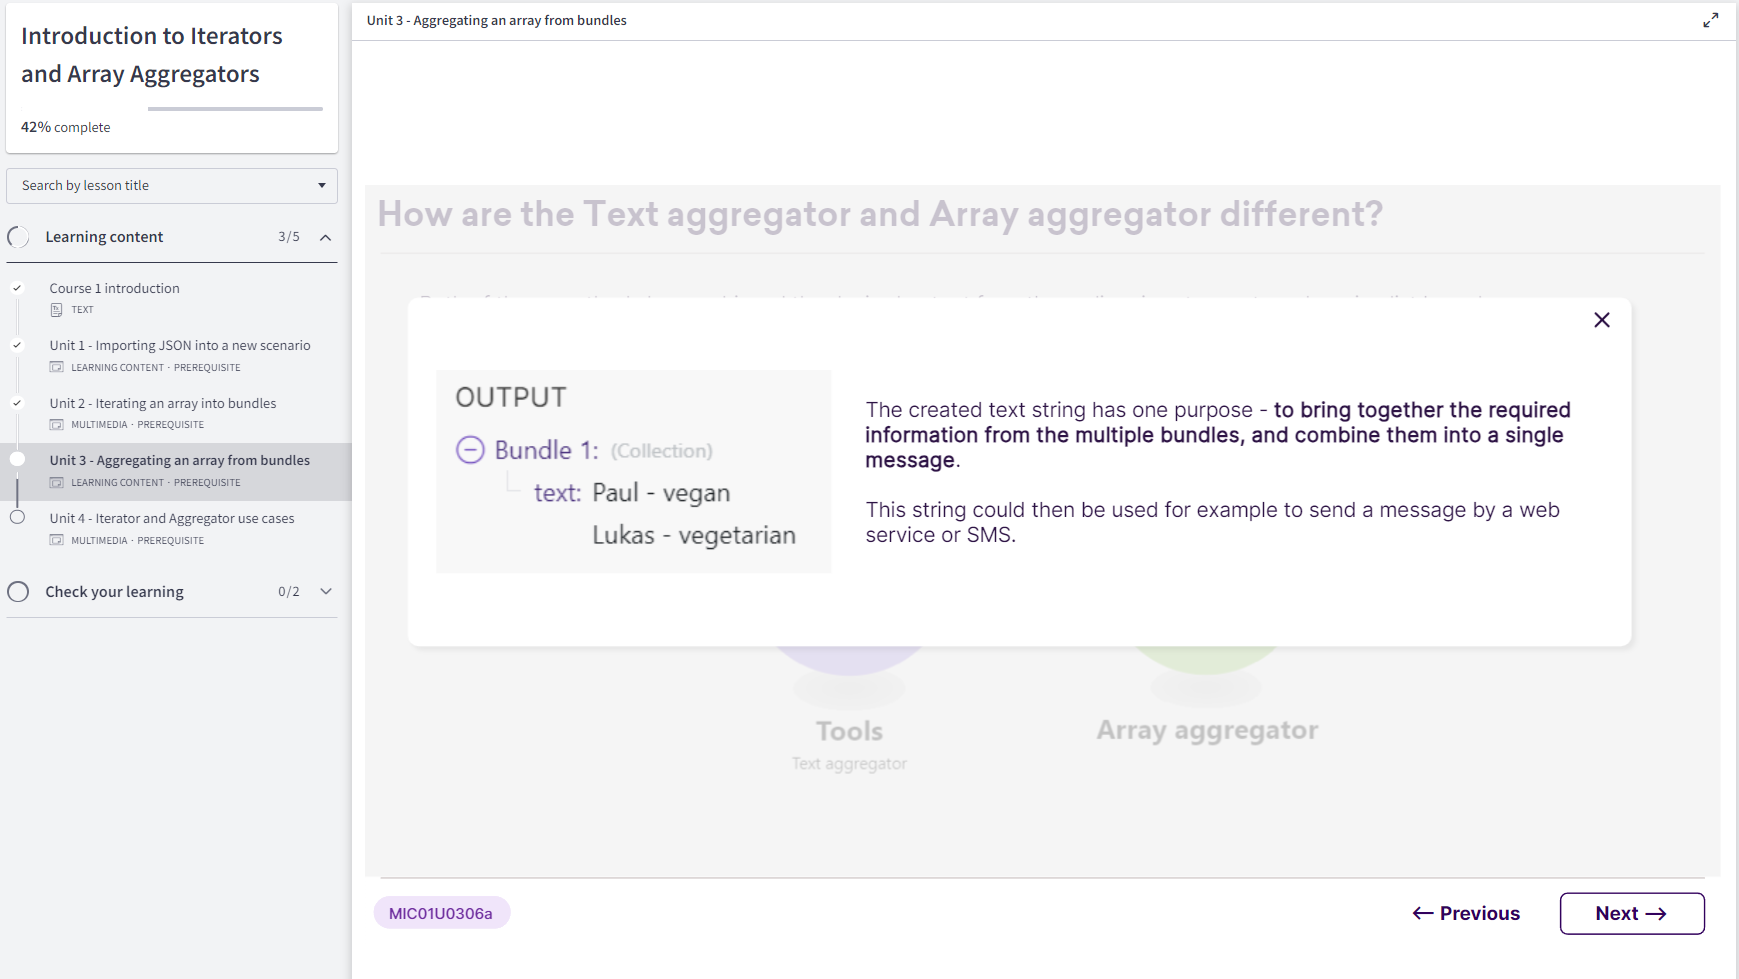 Introduction to Iterators
and Array Aggregators
42% complete
Search by lesson title
Learning content 3/5
Course 1 introduction
TEXT
Unit 1 - Importing JSON into a new scenario
LEARNING CONTENT · PREREQUISITE
Unit 2 - Iterating an array into bundles
MULTIMEDIA · PREREQUISITE
Unit 3 - Aggregating an array from bundles
LEARNING CONTENT · PREREQUISITE
Unit 4 - Iterator and Aggregator use cases
MULTIMEDIA · PREREQUISITE
Check your learning 0/2
Unit 3 - Aggregating an array from bundles
How are the Text aggregator and Array aggregator different?
OUTPUT
Bundle 1: (Collection)
text: Paul - vegan
Lukas - vegetarian
The created text string has one purpose - to bring together the required
information from the multiple bundles, and combine them into a single
message.
This string could then be used for example to send a message by a web
service or SMS.
Tools
Text aggregator
Array aggregator
MIC01U0306a
← Previous
Next →